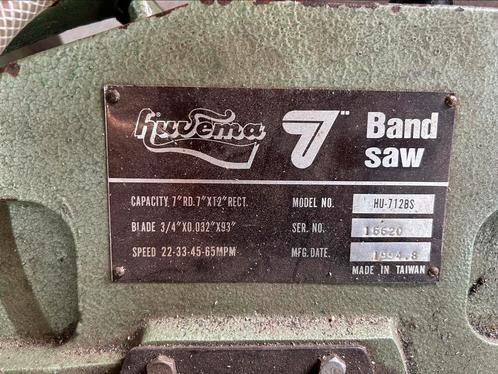 huvema 7" Band
saw
CAPACITY 7"RD.7"X12"RECT. MODEL NO. HU-712BS
BLADE 3/4"X0.032"X93" SER. NO. 16620
SPEED 22-33-45-65MPM MFG.DATE. 1994.8
MADE IN TAIWAN